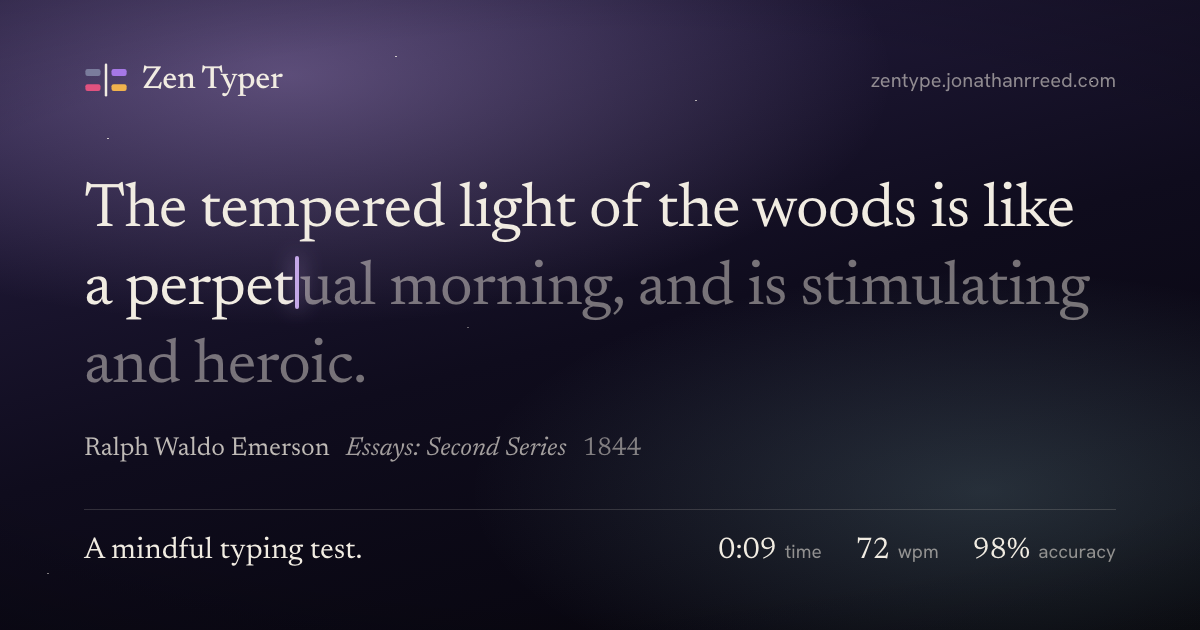 Zen Typer
zentype.jonathanrreed.com
The tempered light of the woods is like
a perpetual morning, and is stimulating
and heroic.
Ralph Waldo Emerson Essays: Second Series 1844
A mindful typing test.
0:09 time 72 wpm 98% accuracy